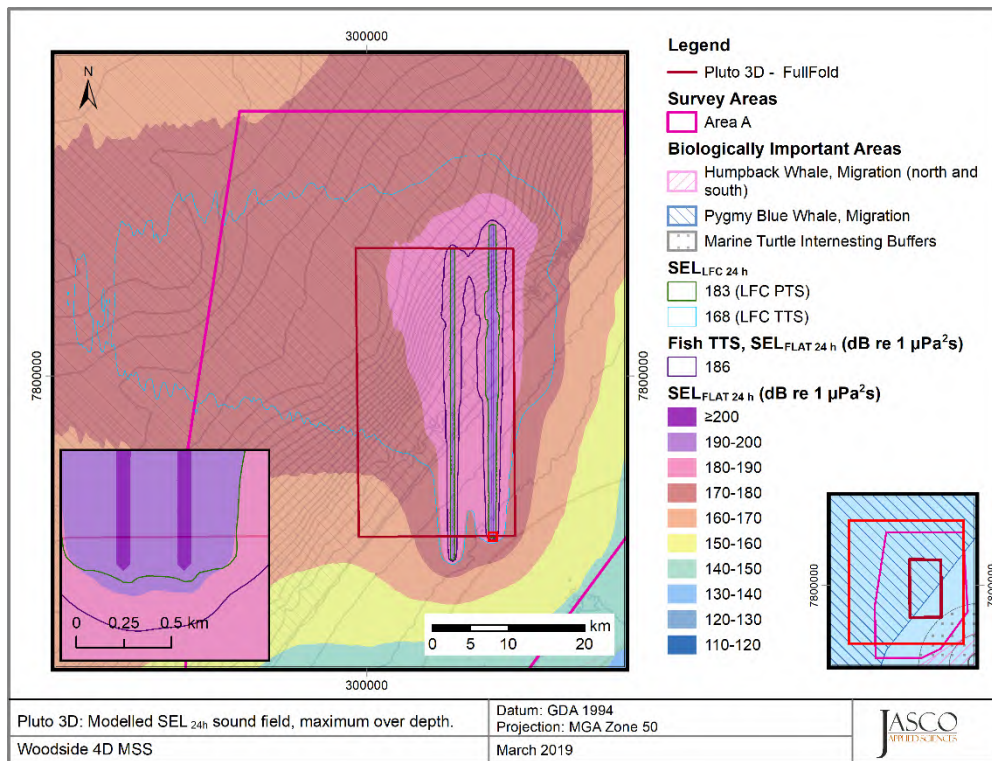 300000
N
7800000
7800000
0 0.25 0.5 km
km
0 5 10 20
300000
Legend
Pluto 3D - FullFold
Survey Areas
Area A
Biologically Important Areas
Humpback Whale, Migration (north and
south)
Pygmy Blue Whale, Migration
Marine Turtle Internesting Buffers
SELLFC 24 h
183 (LFC PTS)
168 (LFC TTS)
Fish TTS, SELFLAT 24 h (dB re 1 µPa²s)
186
SELFLAT 24 h (dB re 1 µPa²s)
≥200
190-200
180-190
170-180
160-170
150-160
140-150
130-140
120-130
110-120
7800000
Pluto 3D: Modelled SEL 24h sound field, maximum over depth.
Woodside 4D MSS
Datum: GDA 1994
Projection: MGA Zone 50
March 2019
JASCO
APPLIED SCIENCES